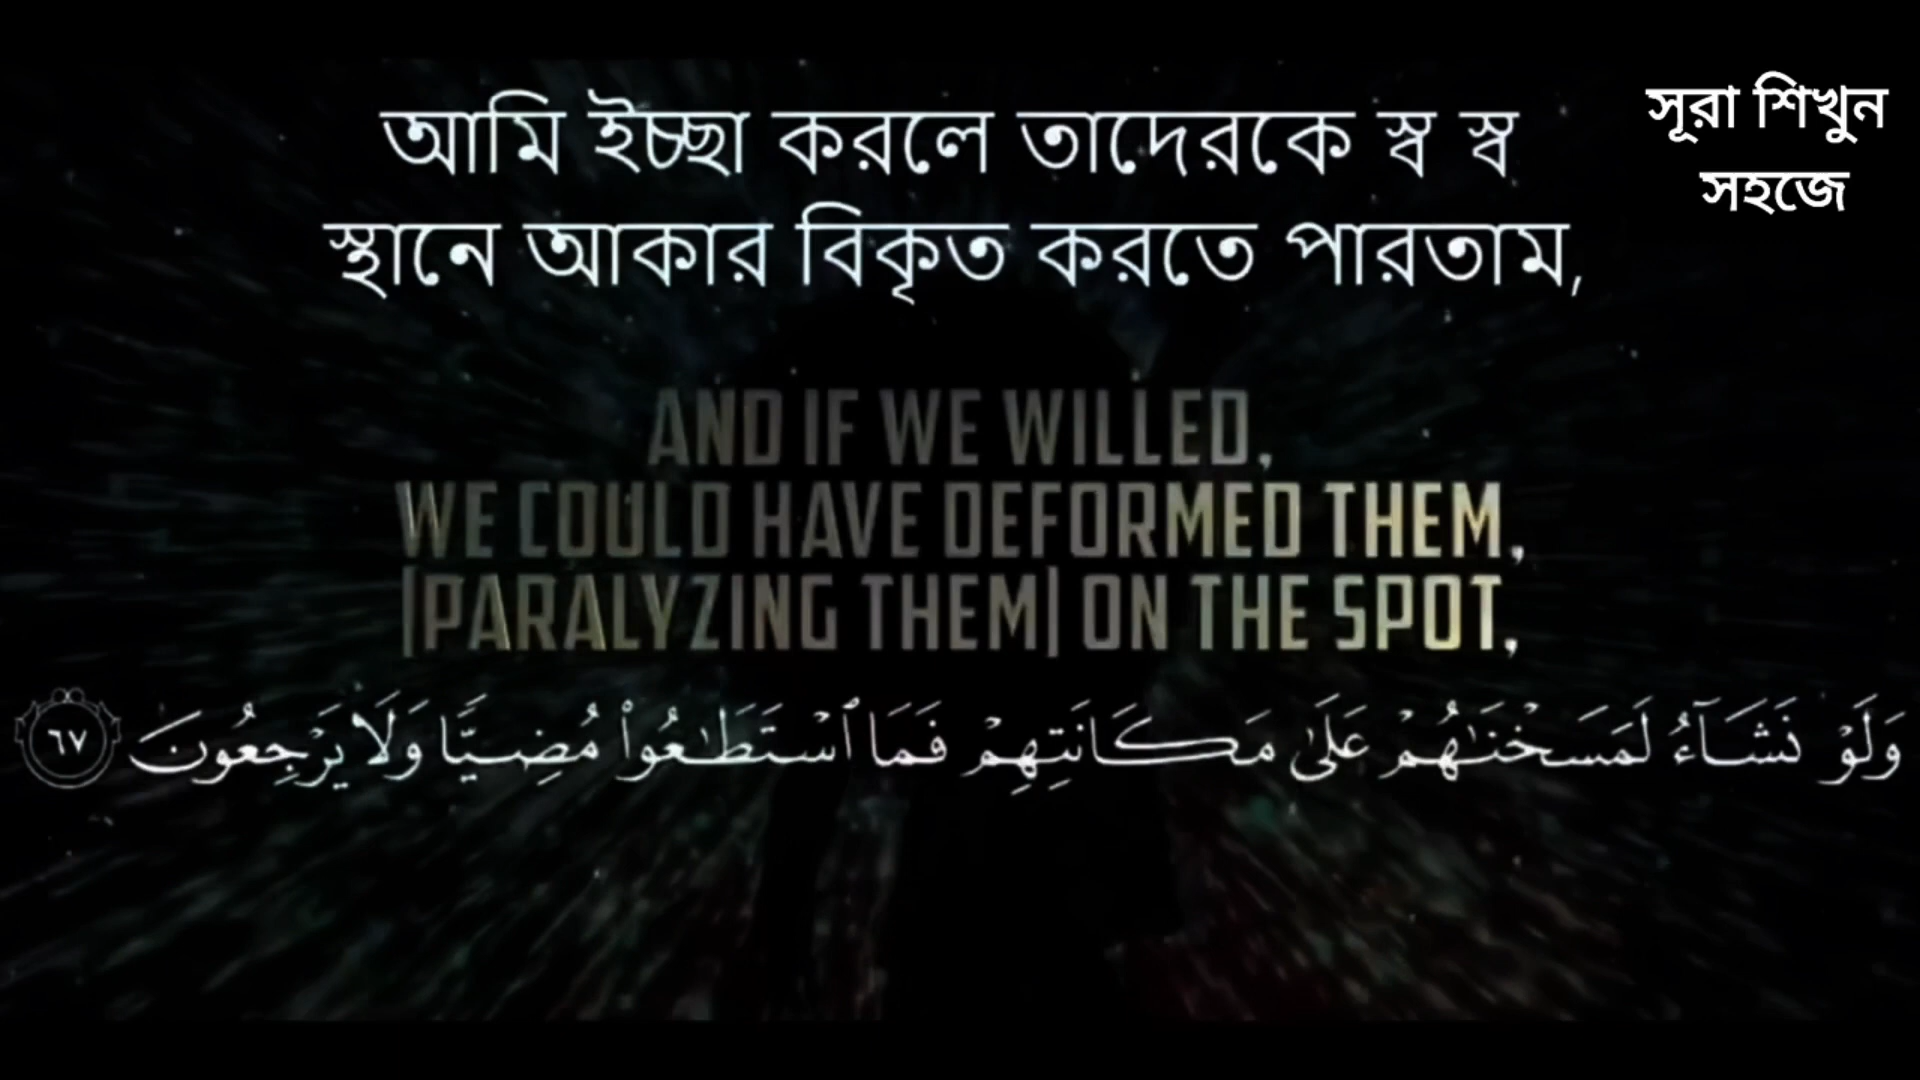 আমি ইচ্ছা করলে তাদেরকে স্ব স্ব
স্থানে আকার বিকৃত করতে পারতাম,
সূরা শিখুন
সহজে
AND IF WE WILLED,
WE COULD HAVE DEFORMED THEM,
[PARALYZING THEM] ON THE SPOT,
وَلَوْ نَشَآءُ لَمَسَخْنَٰهُمْ عَلَىٰ مَكَانَتِهِمْ فَمَا ٱسْتَطَٰعُوا۟ مُضِيًّا وَلَا يَرْجِعُونَ ٦٧